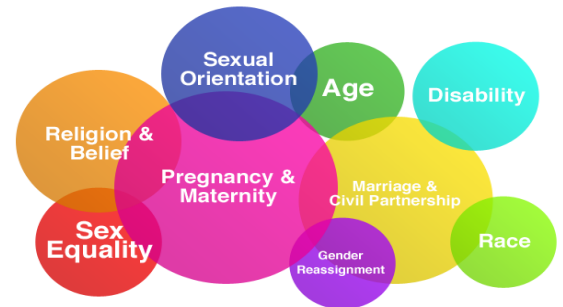 Sexual
Orientation
Age
Disability
Religion &
Belief
Pregnancy &
Maternity
Marriage &
Civil Partnership
Sex
Equality
Gender
Reassignment
Race